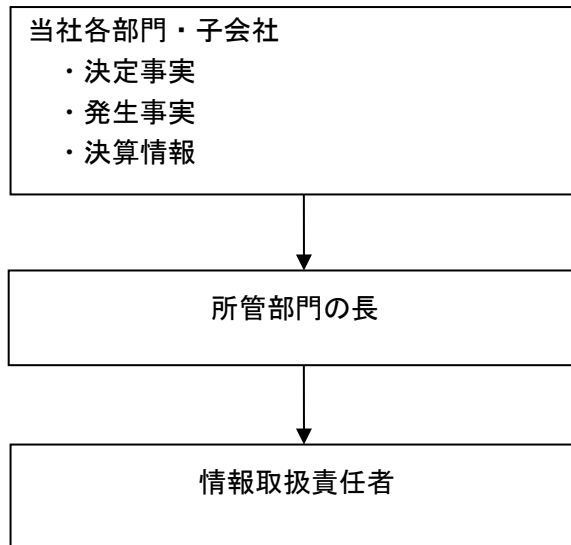 当社各部門・子会社
・決定事実
・発生事実
・決算情報
所管部門の長
情報取扱責任者